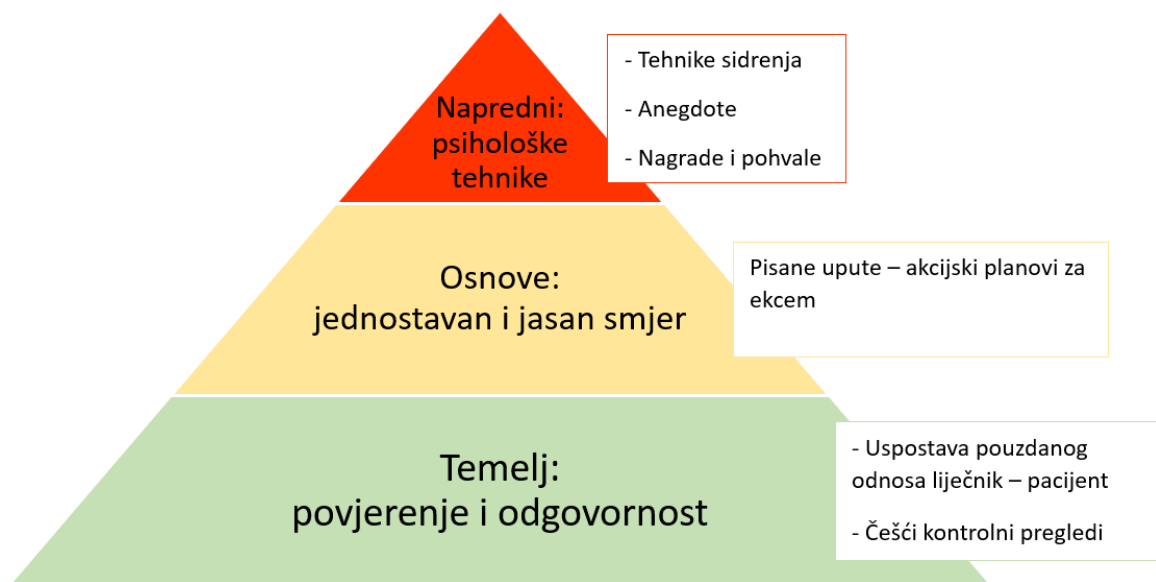 Napredni:
psihološke
tehnike
- Tehnike sidrenja
- Anegdote
- Nagrade i pohvale
Osnove:
jednostavan i jasan smjer
Pisane upute – akcijski planovi za
ekcem
Temelj:
povjerenje i odgovornost
- Uspostava pouzdanog
odnosa liječnik – pacijent
- Češći kontrolni pregledi